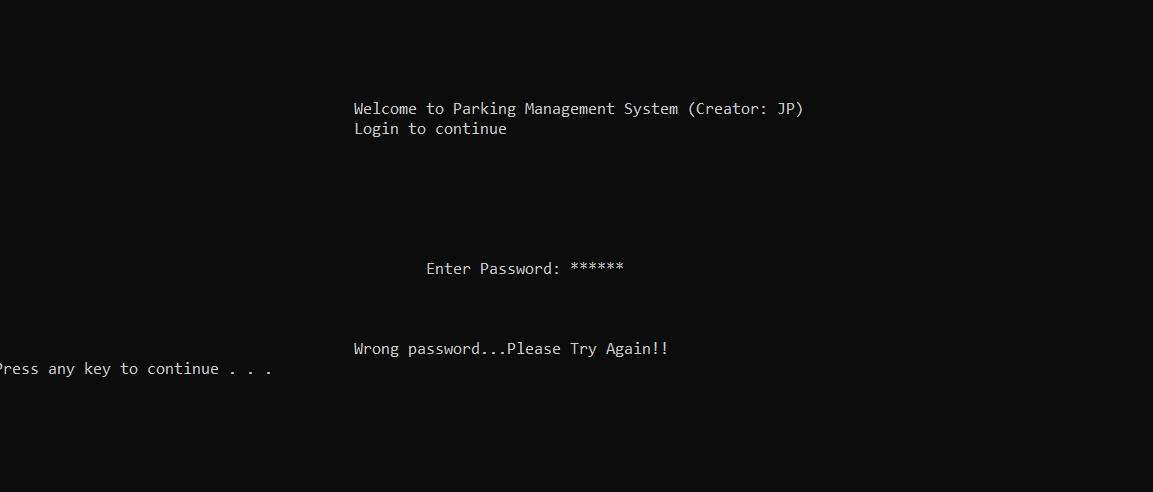 Welcome to Parking Management System (Creator: JP)
Login to continue
Enter Password: ******
Wrong password...Please Try Again!!
Press any key to continue . . .